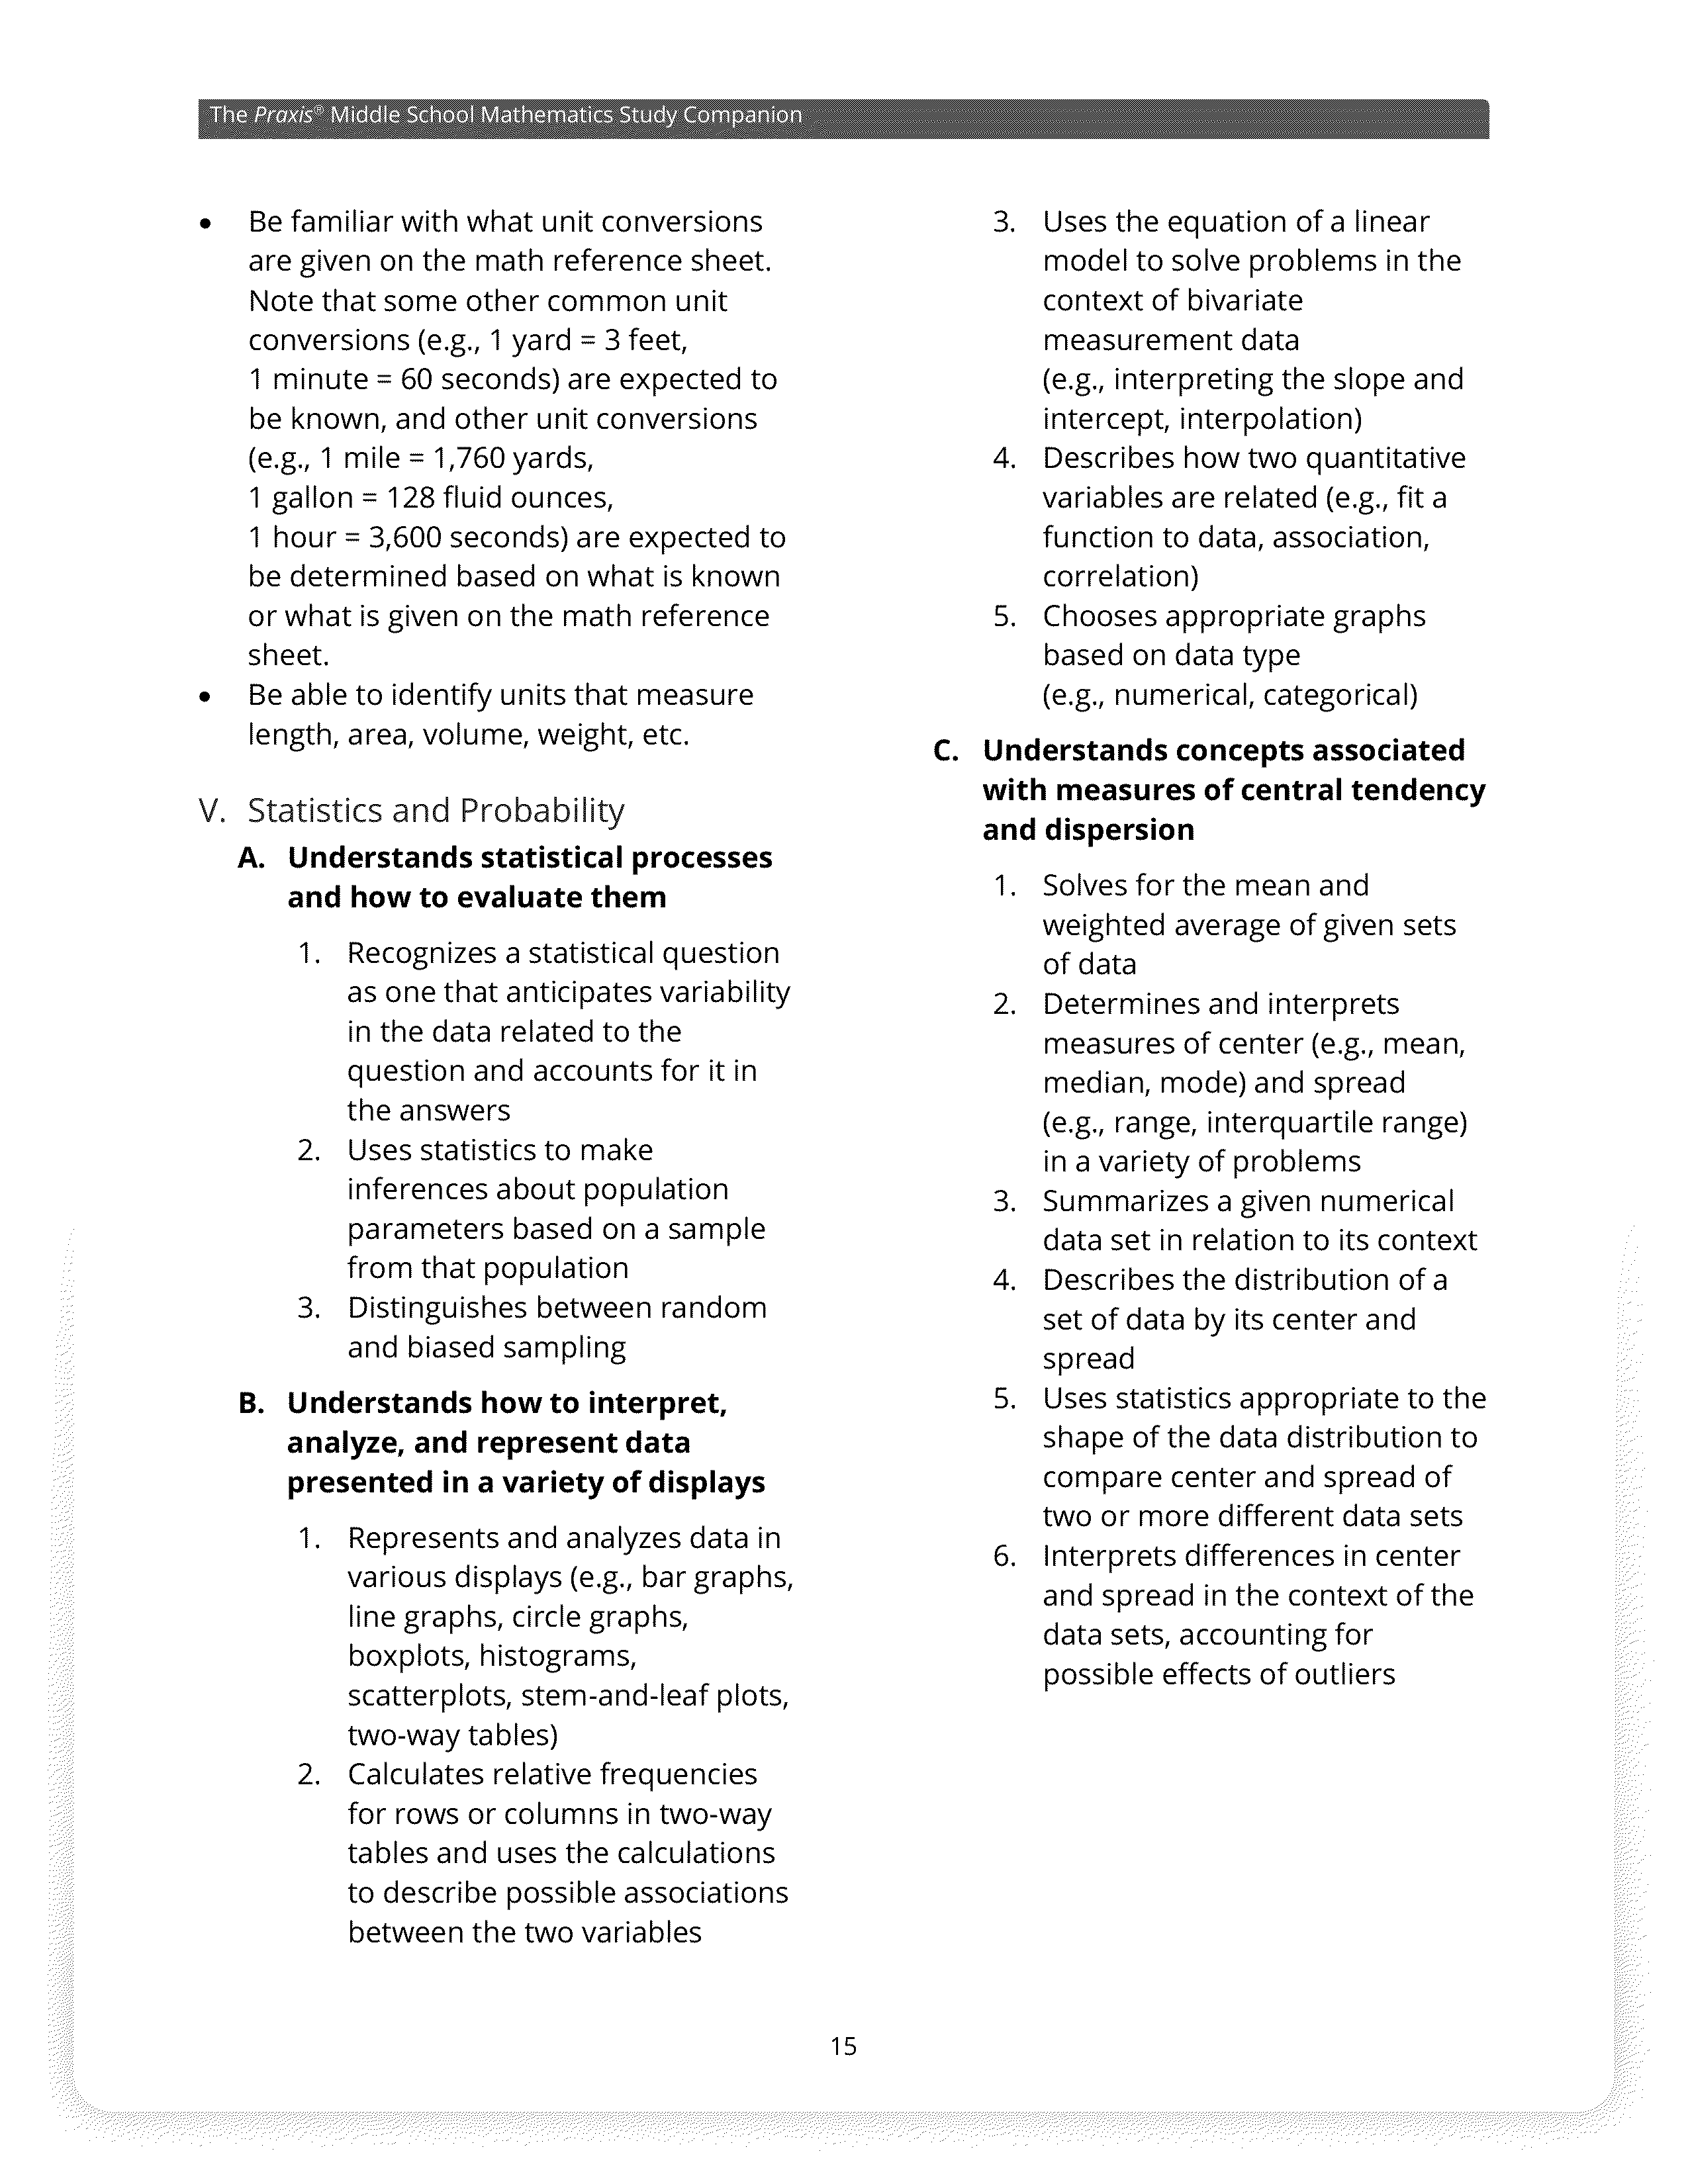 The Praxis® Middle School Mathematics Study Companion
• Be familiar with what unit conversions
are given on the math reference sheet.
Note that some other common unit
conversions (e.g., 1 yard = 3 feet,
1 minute = 60 seconds) are expected to
be known, and other unit conversions
(e.g., 1 mile = 1,760 yards,
1 gallon = 128 fluid ounces,
1 hour = 3,600 seconds) are expected to
be determined based on what is known
or what is given on the math reference
sheet.
• Be able to identify units that measure
length, area, volume, weight, etc.
V. Statistics and Probability
A. Understands statistical processes
and how to evaluate them
1. Recognizes a statistical question
as one that anticipates variability
in the data related to the
question and accounts for it in
the answers
2. Uses statistics to make
inferences about population
parameters based on a sample
from that population
3. Distinguishes between random
and biased sampling
B. Understands how to interpret,
analyze, and represent data
presented in a variety of displays
1. Represents and analyzes data in
various displays (e.g., bar graphs,
line graphs, circle graphs,
boxplots, histograms,
scatterplots, stem-and-leaf plots,
two-way tables)
2. Calculates relative frequencies
for rows or columns in two-way
tables and uses the calculations
to describe possible associations
between the two variables
3. Uses the equation of a linear
model to solve problems in the
context of bivariate
measurement data
(e.g., interpreting the slope and
intercept, interpolation)
4. Describes how two quantitative
variables are related (e.g., fit a
function to data, association,
correlation)
5. Chooses appropriate graphs
based on data type
(e.g., numerical, categorical)
C. Understands concepts associated
with measures of central tendency
and dispersion
1. Solves for the mean and
weighted average of given sets
of data
2. Determines and interprets
measures of center (e.g., mean,
median, mode) and spread
(e.g., range, interquartile range)
in a variety of problems
3. Summarizes a given numerical
data set in relation to its context
4. Describes the distribution of a
set of data by its center and
spread
5. Uses statistics appropriate to the
shape of the data distribution to
compare center and spread of
two or more different data sets
6. Interprets differences in center
and spread in the context of the
data sets, accounting for
possible effects of outliers
15